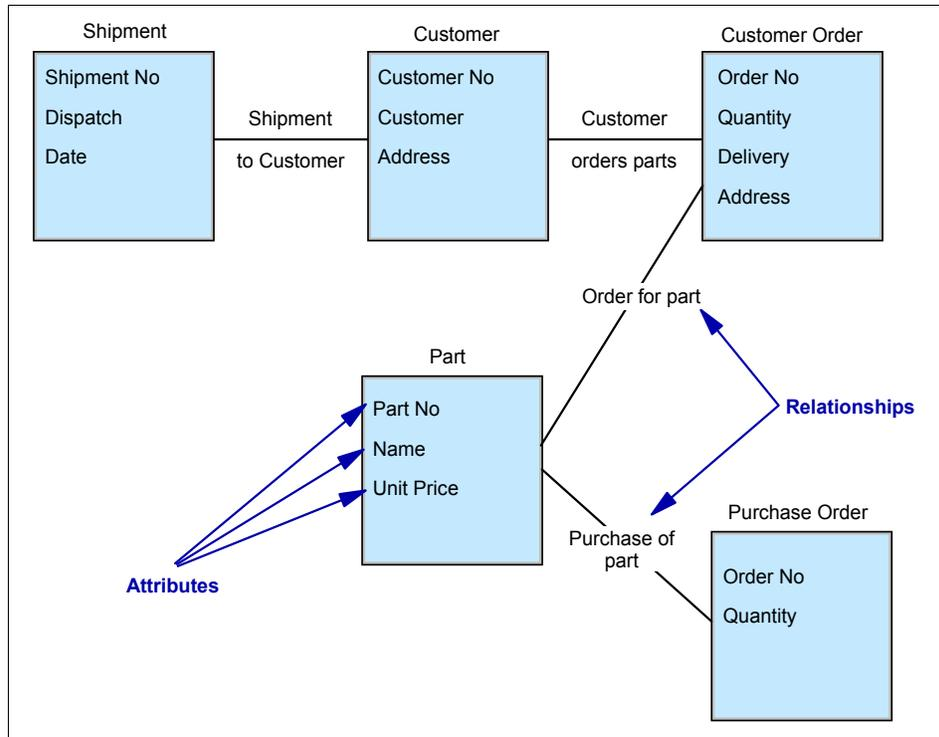 Shipment
Shipment No
Dispatch
Date
Shipment
to Customer
Customer
Customer No
Customer
Address
Customer
orders parts
Customer Order
Order No
Quantity
Delivery
Address
Order for part
Relationships
Part
Part No
Name
Unit Price
Attributes
Purchase of
part
Purchase Order
Order No
Quantity